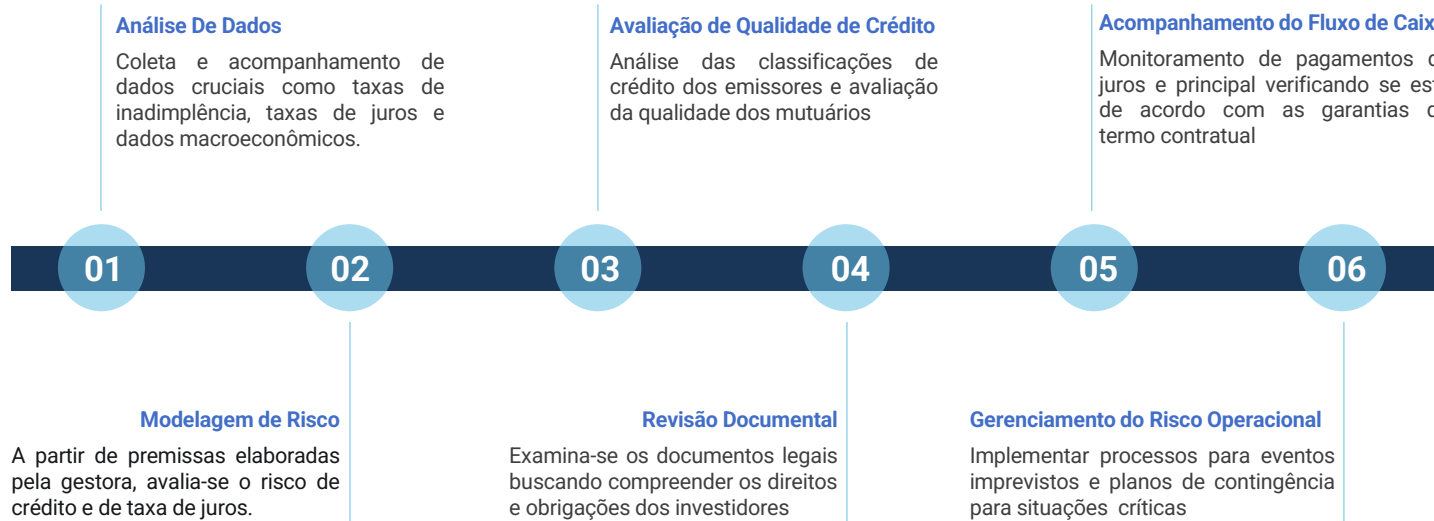 Análise De Dados
Coleta e acompanhamento de
dados cruciais como taxas de
inadimplência, taxas de juros e
dados macroeconômicos.
Avaliação de Qualidade de Crédito
Análise das classificações de
crédito dos emissores e avaliação
da qualidade dos mutuários
Acompanhamento do Fluxo de Caix
Monitoramento de pagamentos
juros e principal verificando se
de acordo com as garantias
termo contratual
01
02
03
04
05
06
Modelagem de Risco
A partir de premissas elaboradas
pela gestora, avalia-se o risco de
crédito e de taxa de juros.
Revisão Documental
Examina-se os documentos legais
buscando compreender os direitos
e obrigações dos investidores
Gerenciamento do Risco Operacional
Implementar processos para eventos
imprevistos e planos de contingência
para situações críticas